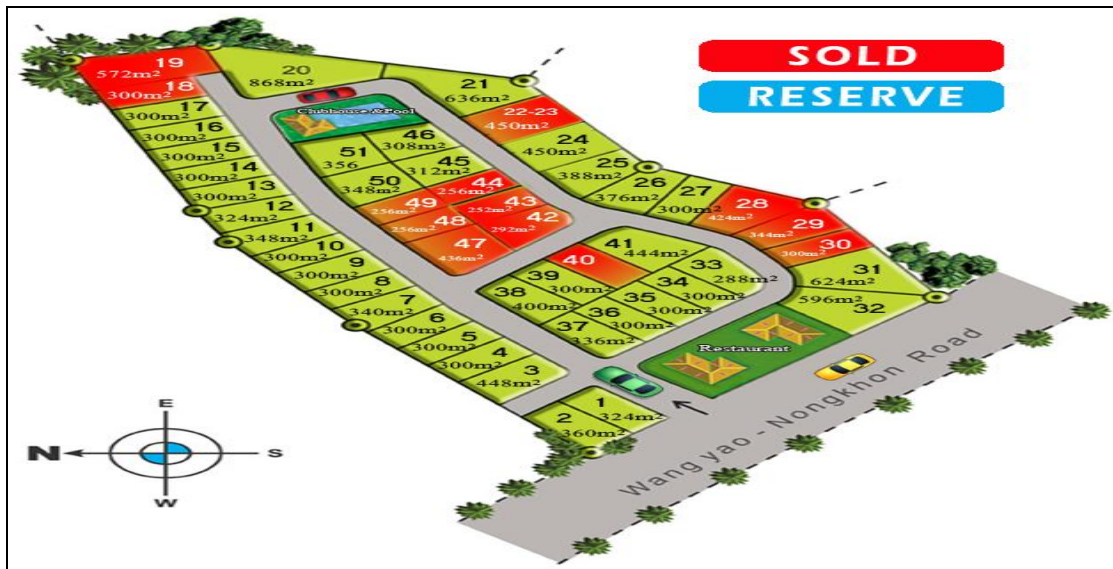 SOLD
RESERVE
19
572m²
18
300m²
17
300m²
16
300m²
15
300m²
14
300m²
13
324m²
12
348m²
11
300m²
10
300m²
9
300m²
8
340m²
7
300m²
6
300m²
5
300m²
4
448m²
3
20
868m²
21
636m²
22-23
450m²
24
450m²
25
388m²
26
376m²
27
300m²
28
424m²
29
344m²
30
300m²
31
624m²
596m²
32
Clubhouse & Pool
46
308m²
51
356
45
312m²
50
348m²
44
256m²
49
256m²
43
252m²
48
256m²
42
292m²
47
436m²
41
444m²
40
300m²
39
38
400m²
33
288m²
34
300m²
35
300m²
36
300m²
37
336m²
Restaurant
1
324m²
2
360m²
Wang yao - Nongkhon Road
E
N
S
W